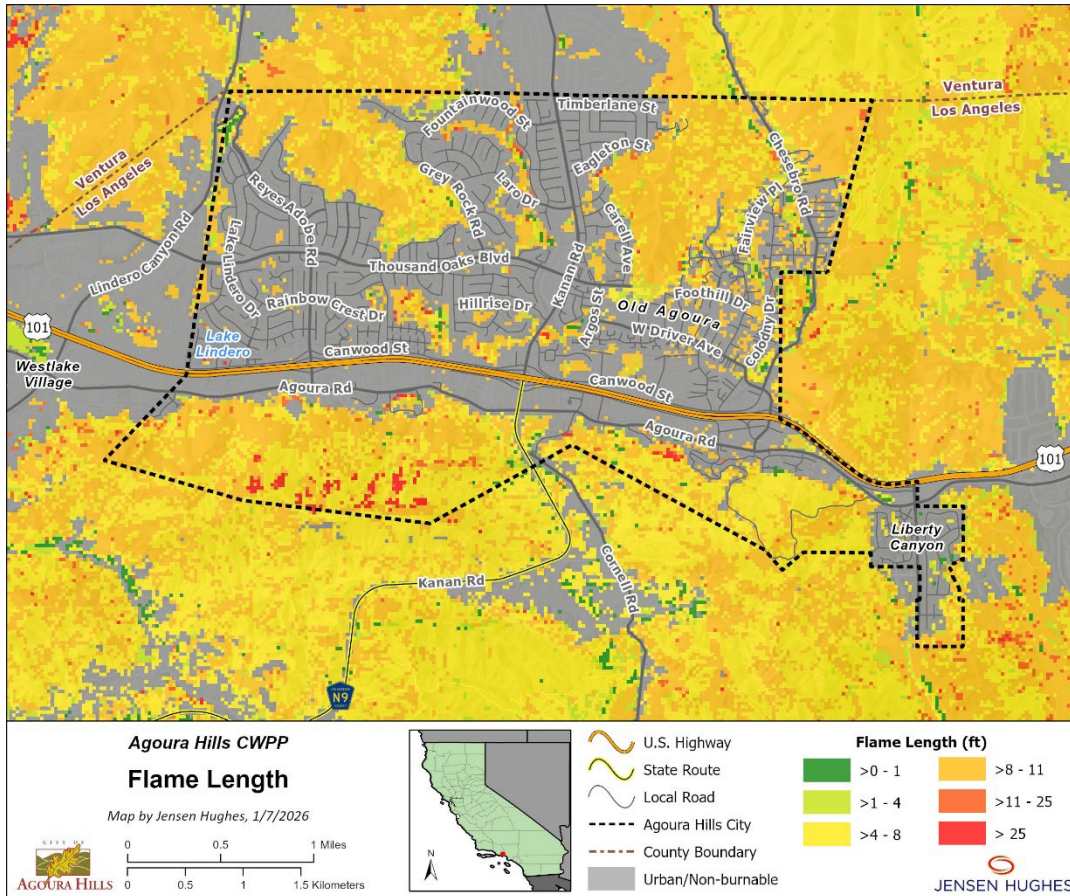 Timberlane St
Ventura
Los Angeles
Fountainwood St
Eagleton St
Chesebro Rd
Ventura
Los Angeles
Grey Rock Rd
Laro Dr
Fairview Pl
Reyes Adobe Rd
Carell Ave
Lindero Canyon Rd
Lake Lindero Dr
Thousand Oaks Blvd
Kanan Rd
Foothill Dr
Rainbow Crest Dr
Hillrise Dr
Argos St
Old Agoura
Colodny Dr
W Driver Ave
101
Lake
Lindero
Canwood St
Westlake
Village
Agoura Rd
Canwood St
Agoura Rd
101
Liberty
Canyon
Kanan Rd
Cornell Rd
N9
Agoura Hills CWPP
Flame Length
Map by Jensen Hughes, 1/7/2026
CITY OF
AGOURA HILLS
0 0.5 1 Miles
0 0.5 1 1.5 Kilometers
N
U.S. Highway
State Route
Local Road
Agoura Hills City
County Boundary
Urban/Non-burnable
Flame Length (ft)
>0 - 1
>1 - 4
>4 - 8
>8 - 11
>11 - 25
> 25
JENSEN HUGHES